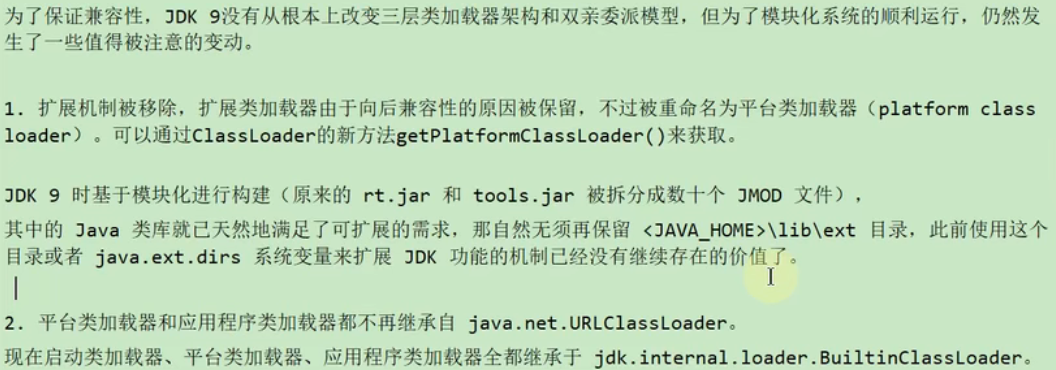 为了保证兼容性，JDK 9没有从根本上改变三层类加载器架构和双亲委派模型，但为了模块化系统的顺利运行，仍然发
生了一些值得被注意的变动。
1. 扩展机制被移除，扩展类加载器由于向后兼容性的原因被保留，不过被重命名为平台类加载器（platform class
loader）。可以通过ClassLoader的新方法getPlatformClassLoader()来获取。
JDK 9 时基于模块化进行构建（原来的 rt.jar 和 tools.jar 被拆分成数十个 JMOD 文件），
其中的 Java 类库就已天然地满足了可扩展的需求，那自然无须再保留 <JAVA_HOME>\lib\ext 目录，此前使用这个
目录或者 java.ext.dirs 系统变量来扩展 JDK 功能的机制已经没有继续存在的价值了。
2. 平台类加载器和应用程序类加载器都不再继承自 java.net.URLClassLoader。
现在启动类加载器、平台类加载器、应用程序类加载器全都继承于 jdk.internal.loader.BuiltinClassLoader。